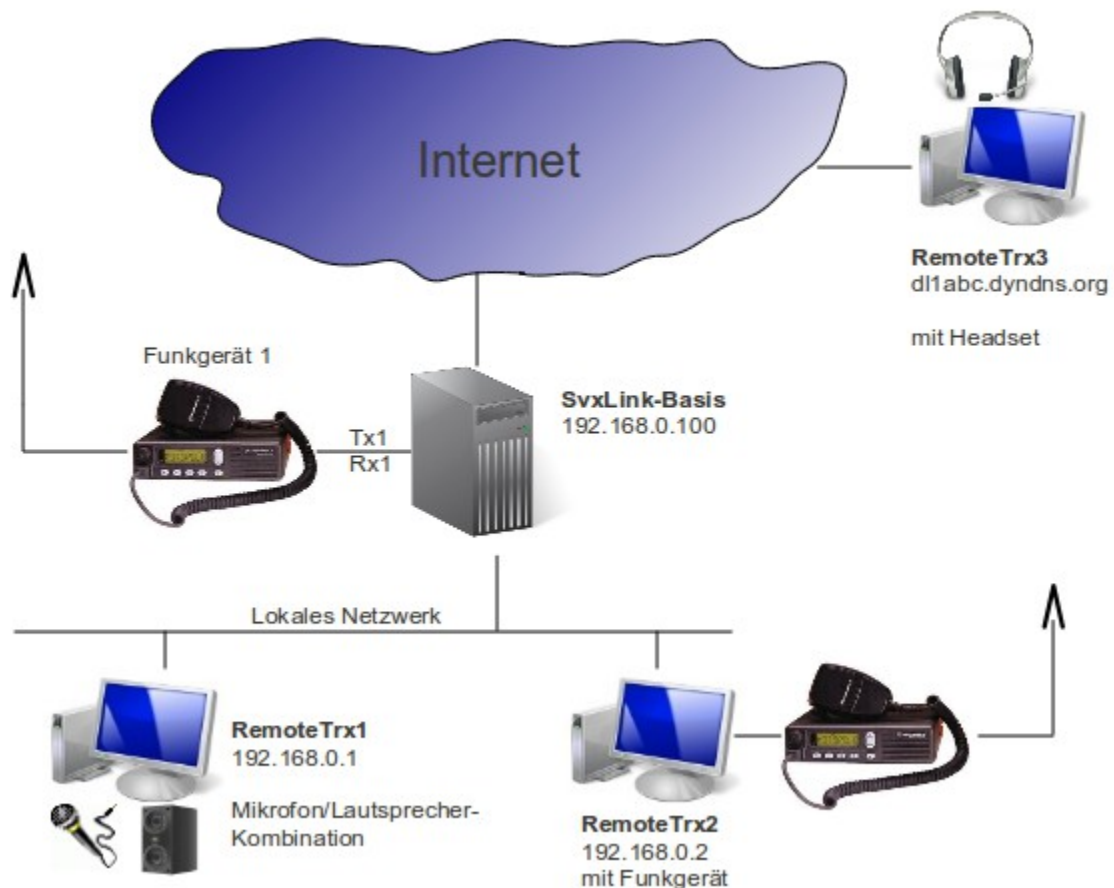 Internet
RemoteTrx3
dl1abc.dyndns.org
mit Headset
Funkgerät 1
Tx1
Rx1
SvxLink-Basis
192.168.0.100
Lokales Netzwerk
RemoteTrx1
192.168.0.1
Mikrofon/Lautsprecher-
Kombination
RemoteTrx2
192.168.0.2
mit Funkgerät